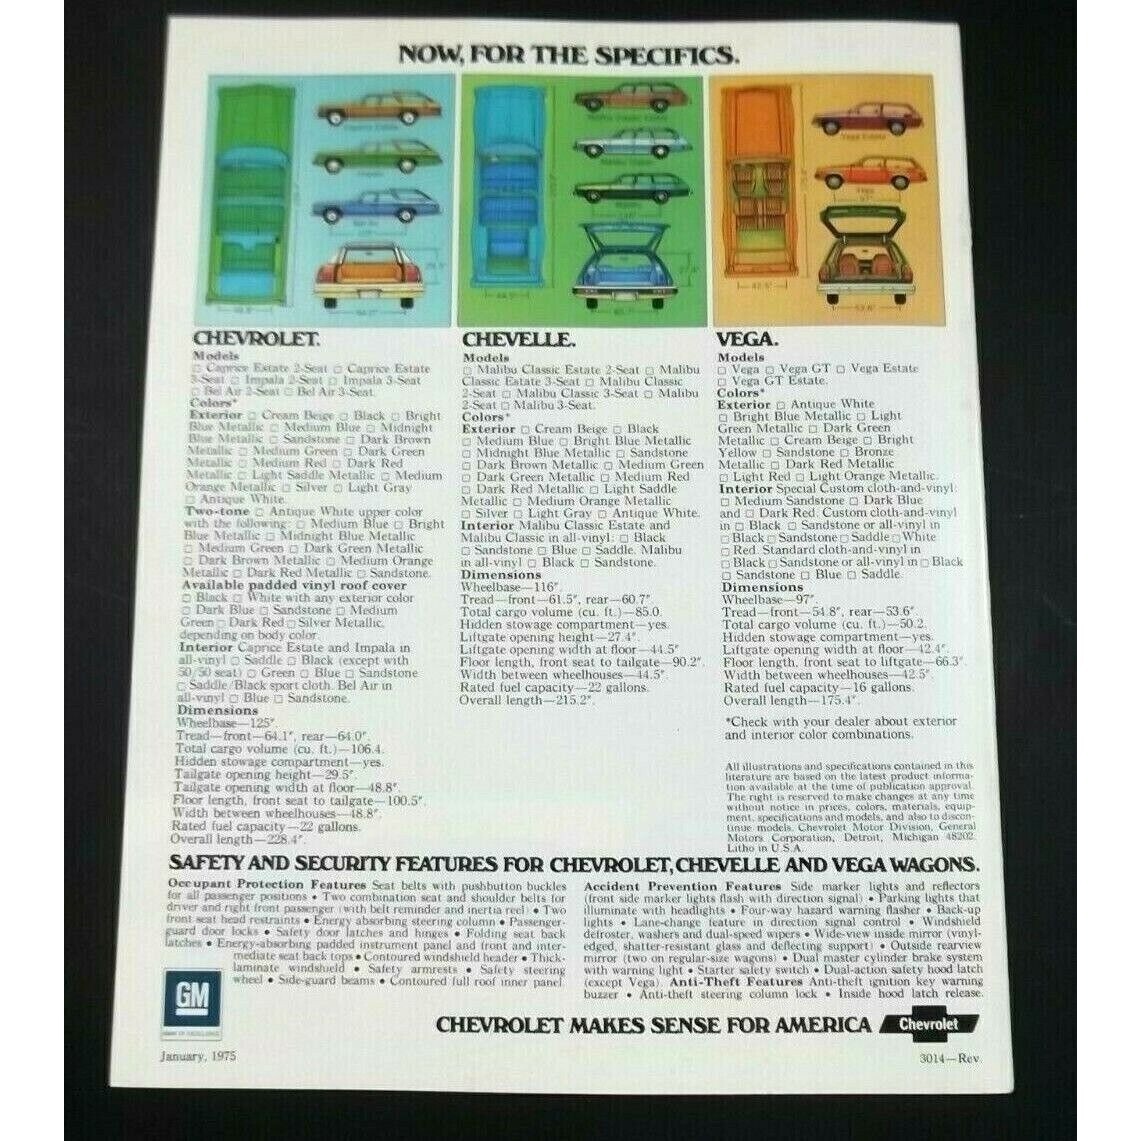 NOW, FOR THE SPECIFICS.
CHEVROLET.
Models
□ Caprice Estate 2-Seat □ Caprice Estate
3-Seat □ Impala 2-Seat □ Impala 3-Seat
□ Bel Air 2-Seat □ Bel Air 3-Seat.
Colors*
Exterior □ Cream Beige □ Black □ Bright
Blue Metallic □ Medium Blue □ Midnight
Blue Metallic □ Sandstone □ Dark Brown
Metallic □ Medium Green □ Dark Green
Metallic □ Medium Red □ Dark Red
Metallic □ Light Saddle Metallic □ Medium
Orange Metallic □ Silver □ Light Gray
□ Antique White.
Two-tone □ Antique White upper color
with the following: □ Medium Blue □ Bright
Blue Metallic □ Midnight Blue Metallic
□ Medium Green □ Dark Green Metallic
□ Dark Brown Metallic □ Medium Orange
Metallic □ Dark Red Metallic □ Sandstone.
Available padded vinyl roof cover
□ Black □ White with any exterior color
□ Dark Blue □ Sandstone □ Medium
Green □ Dark Red □ Silver Metallic,
depending on body color.
Interior Caprice Estate and Impala in
all-vinyl □ Saddle □ Black (except with
50/50 seat) □ Green □ Blue □ Sandstone
□ Saddle/Black sport cloth. Bel Air in
all-vinyl □ Blue □ Sandstone.
Dimensions
Wheelbase—125".
Tread—front—64.1", rear—64.0".
Total cargo volume (cu. ft.)—106.4.
Hidden stowage compartment—yes.
Tailgate opening height—29.5".
Tailgate opening width at floor—48.8".
Floor length, front seat to tailgate—100.5".
Width between wheelhouses—48.8".
Rated fuel capacity—22 gallons.
Overall length—228.4".
CHEVELLE.
Models
□ Malibu Classic Estate 2-Seat □ Malibu
Classic Estate 3-Seat □ Malibu Classic
2-Seat □ Malibu Classic 3-Seat □ Malibu
2-Seat □ Malibu 3-Seat.
Colors*
Exterior □ Cream Beige □ Black
□ Medium Blue □ Bright Blue Metallic
□ Midnight Blue Metallic □ Sandstone
□ Dark Brown Metallic □ Medium Green
□ Dark Green Metallic □ Medium Red
□ Dark Red Metallic □ Light Saddle
Metallic □ Medium Orange Metallic
□ Silver □ Light Gray □ Antique White.
Interior Malibu Classic Estate and
Malibu Classic in all-vinyl: □ Black
□ Sandstone □ Blue □ Saddle. Malibu
in all-vinyl □ Black □ Sandstone.
Dimensions
Wheelbase—116".
Tread—front—61.5", rear—60.7"
Total cargo volume (cu. ft.)—85.0.
Hidden stowage compartment—yes.
Liftgate opening height—27.4".
Liftgate opening width at floor—44.5"
Floor length, front seat to tailgate—90.2".
Width between wheelhouses—44.5".
Rated fuel capacity—22 gallons.
Overall length—215.2".
VEGA.
Models
□ Vega □ Vega GT □ Vega Estate
□ Vega GT Estate.
Colors*
Exterior □ Antique White
□ Bright Blue Metallic □ Light
Green Metallic □ Dark Green
Metallic □ Cream Beige □ Bright
Yellow □ Sandstone □ Bronze
Metallic □ Dark Red Metallic
□ Light Red □ Light Orange Metallic.
Interior Special Custom cloth-and-vinyl:
□ Medium Sandstone □ Dark Blue
and □ Dark Red. Custom cloth-and-vinyl
in □ Black □ Sandstone or all-vinyl in
□ Black □ Sandstone □ Saddle □ White
□ Red. Standard cloth-and-vinyl in
□ Black □ Sandstone or all-vinyl in □ Black
□ Sandstone □ Blue □ Saddle.
Dimensions
Wheelbase—97"
Tread—front—54.8", rear—53.6"
Total cargo volume (cu. ft.)—50.2.
Hidden stowage compartment—yes.
Liftgate opening width at floor—42.4".
Floor length, front seat to liftgate—66.3".
Width between wheelhouses—42.5".
Rated fuel capacity—16 gallons.
Overall length—175.4".
*Check with your dealer about exterior
and interior color combinations.
All illustrations and specifications contained in this
literature are based on the latest product informa-
tion available at the time of publication approval.
The right is reserved to make changes at any time
without notice in prices, colors, materials, equip-
ment, specifications and models, and also to discon-
tinue models. Chevrolet Motor Division, General
Motors Corporation, Detroit, Michigan 48202.
Litho in U.S.A.
SAFETY AND SECURITY FEATURES FOR CHEVROLET, CHEVELLE AND VEGA WAGONS.
Occupant Protection Features Seat belts with pushbutton buckles
for all passenger positions • Two combination seat and shoulder belts for
driver and right front passenger (with belt reminder and inertia reel) • Two
front seat head restraints • Energy absorbing steering column • Passenger-
guard door locks • Safety door latches and hinges • Folding seat back
latches • Energy-absorbing padded instrument panel and front and inter-
mediate seat back tops • Contoured windshield header • Thick-
laminate windshield • Safety armrests • Safety steering
wheel • Side-guard beams • Contoured full roof inner panel.
Accident Prevention Features Side marker lights and reflectors
(front side marker lights flash with direction signal) • Parking lights that
illuminate with headlights • Four-way hazard warning flasher • Back-up
lights • Lane-change feature in direction signal control • Windshield
defroster, washers and dual-speed wipers • Wide-view inside mirror (vinyl-
edged, shatter-resistant glass and deflecting support) • Outside rearview
mirror (two on regular-size wagons) • Dual master cylinder brake system
with warning light • Starter safety switch • Dual-action safety hood latch
(except Vega). Anti-Theft Features Anti-theft ignition key warning
buzzer • Anti-theft steering column lock • Inside hood latch release.
GM
MARK OF EXCELLENCE
CHEVROLET MAKES SENSE FOR AMERICA
Chevrolet
January, 1975
3014—Rev.